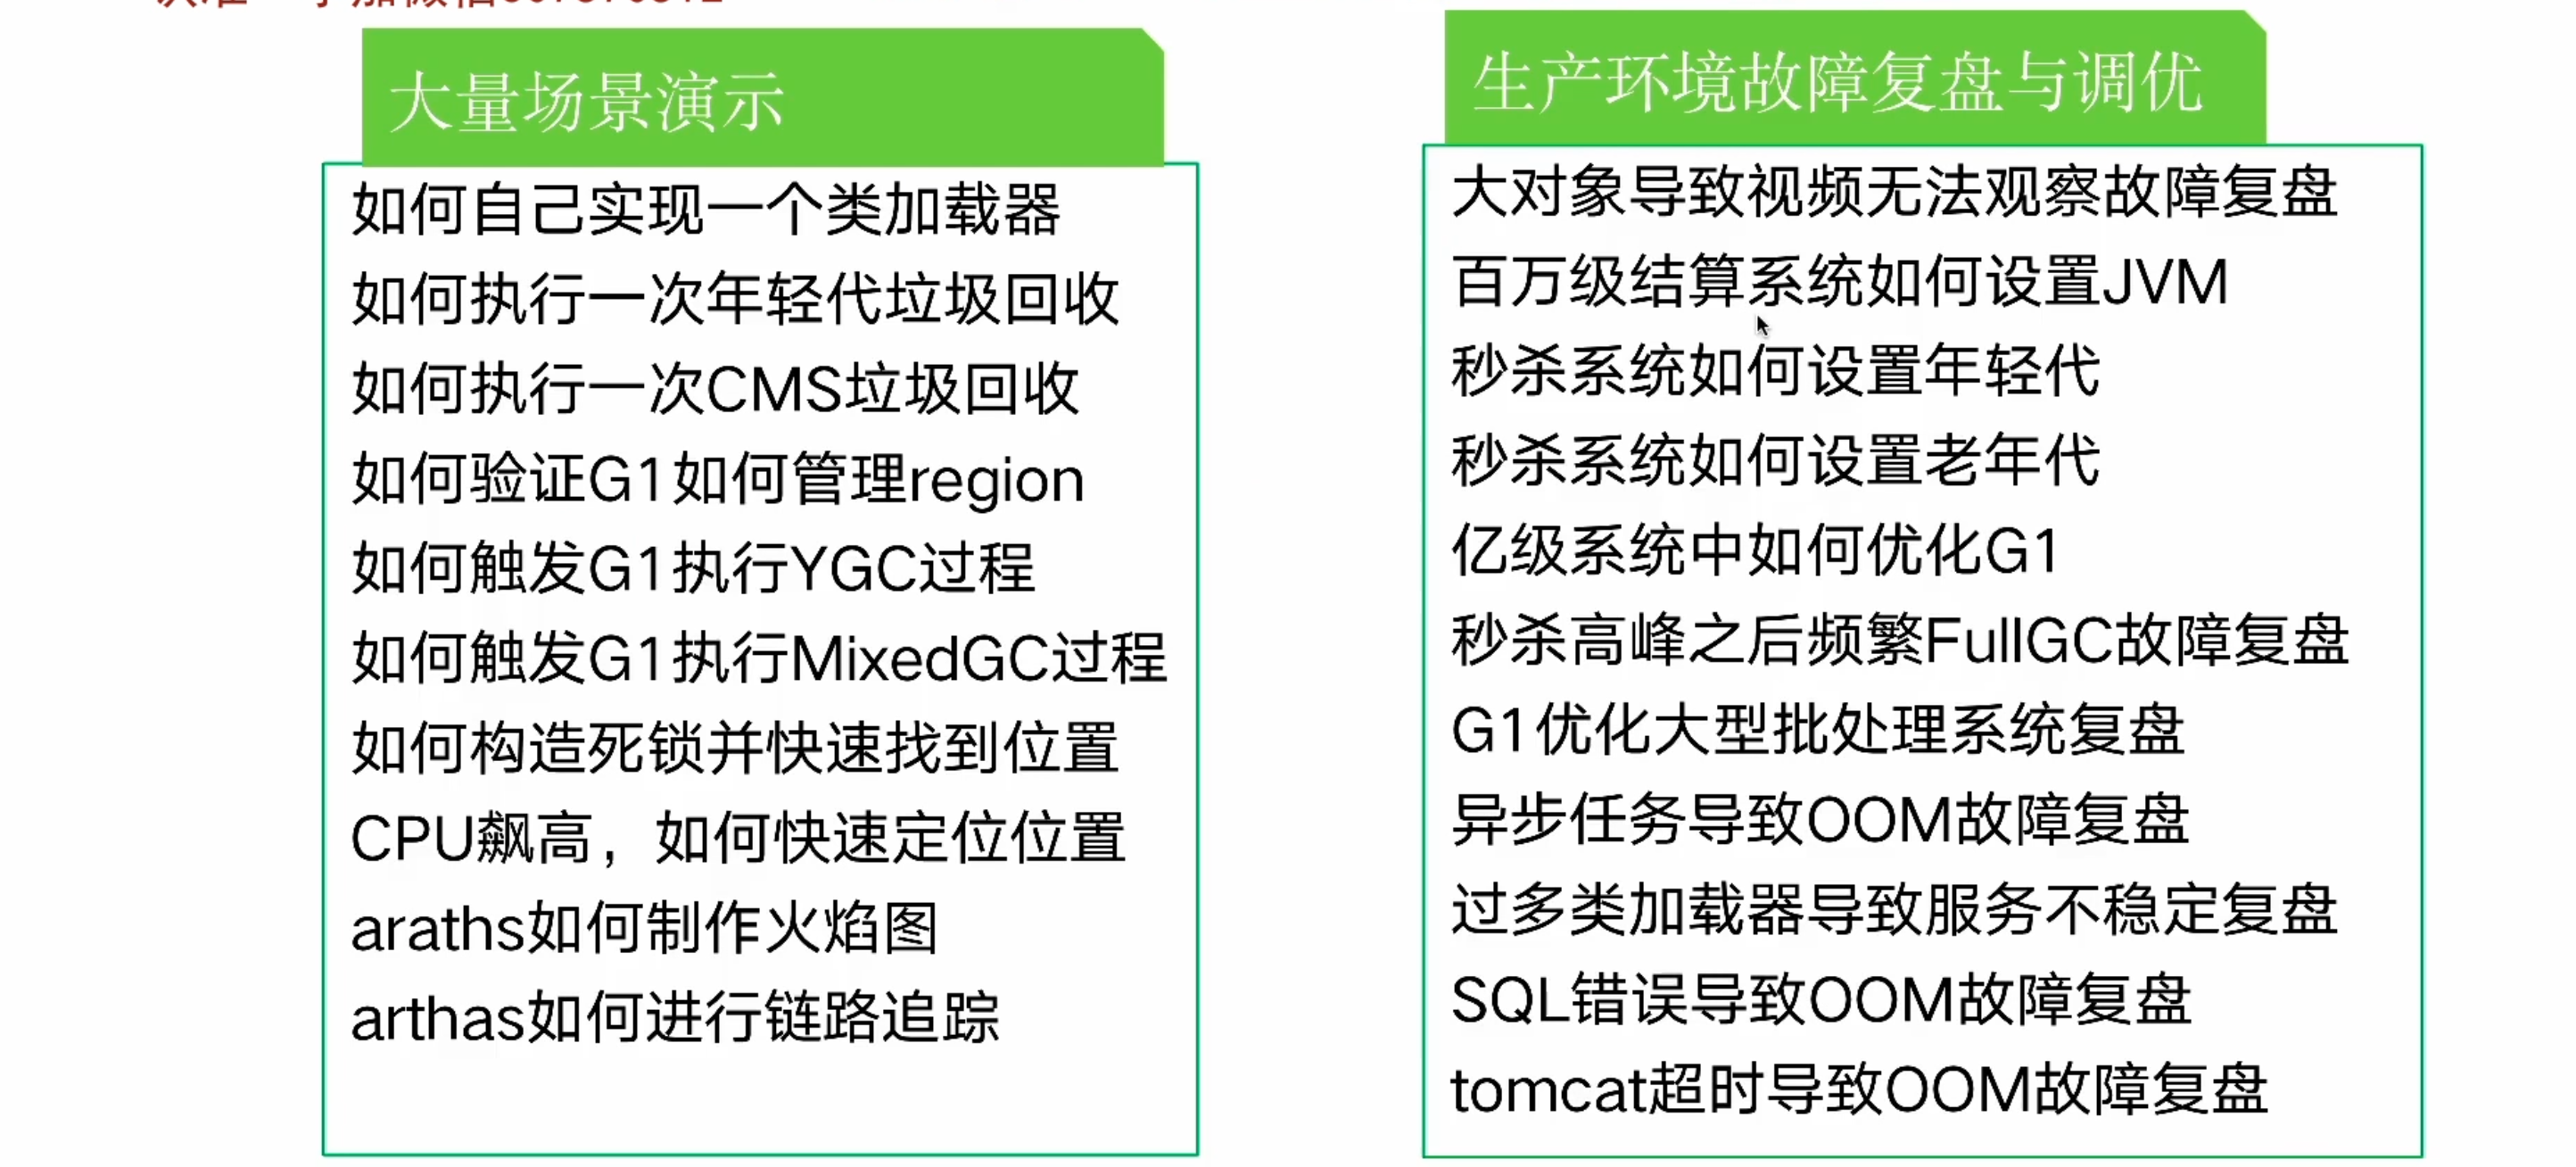 大量场景演示
如何自己实现一个类加载器
如何执行一次年轻代垃圾回收
如何执行一次CMS垃圾回收
如何验证G1如何管理region
如何触发G1执行YGC过程
如何触发G1执行MixedGC过程
如何构造死锁并快速找到位置
CPU飙高，如何快速定位位置
araths如何制作火焰图
arthas如何进行链路追踪
生产环境故障复盘与调优
大对象导致视频无法观察故障复盘
百万级结算系统如何设置JVM
秒杀系统如何设置年轻代
秒杀系统如何设置老年代
亿级系统中如何优化G1
秒杀高峰之后频繁FullGC故障复盘
G1优化大型批处理系统复盘
异步任务导致OOM故障复盘
过多类加载器导致服务不稳定复盘
SQL错误导致OOM故障复盘
tomcat超时导致OOM故障复盘